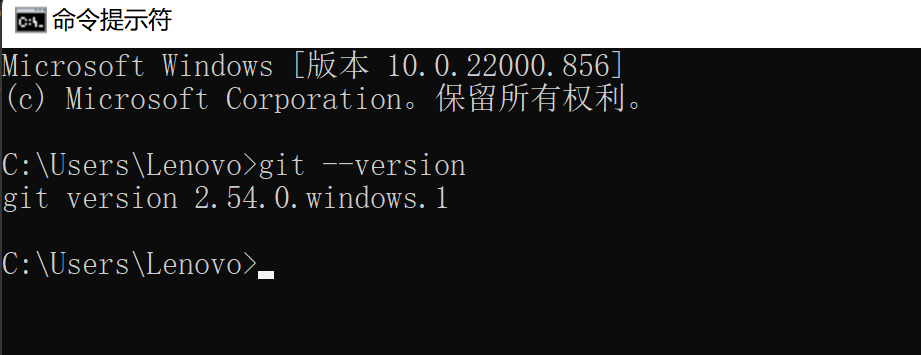 命令提示符
Microsoft Windows [版本 10.0.22000.856]
(c) Microsoft Corporation。保留所有权利。
C:\Users\Lenovo>git --version
git version 2.54.0.windows.1
C:\Users\Lenovo>